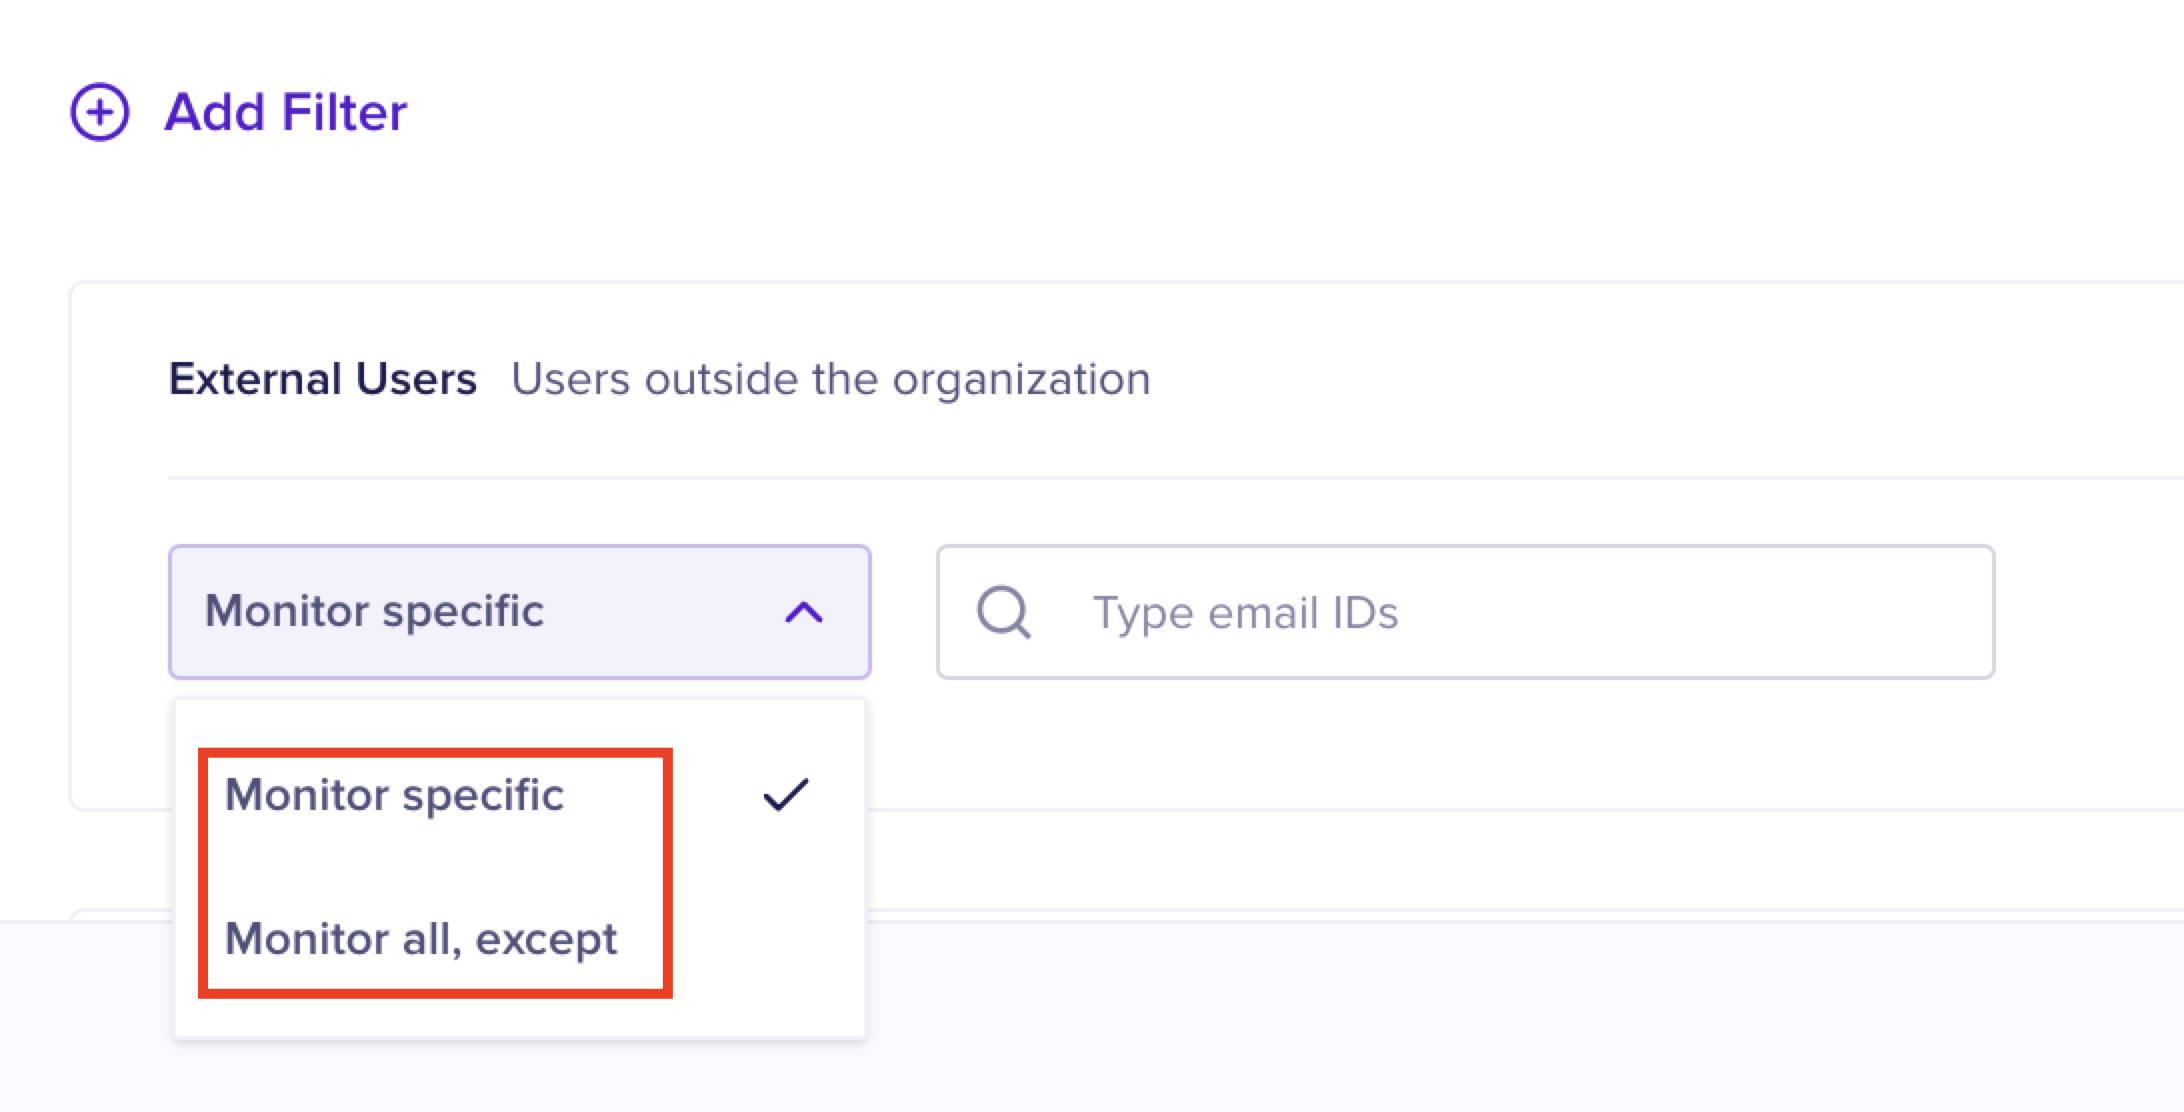 Add Filter
External Users Users outside the organization
Monitor specific
Type email IDs
Monitor specific
Monitor all, except